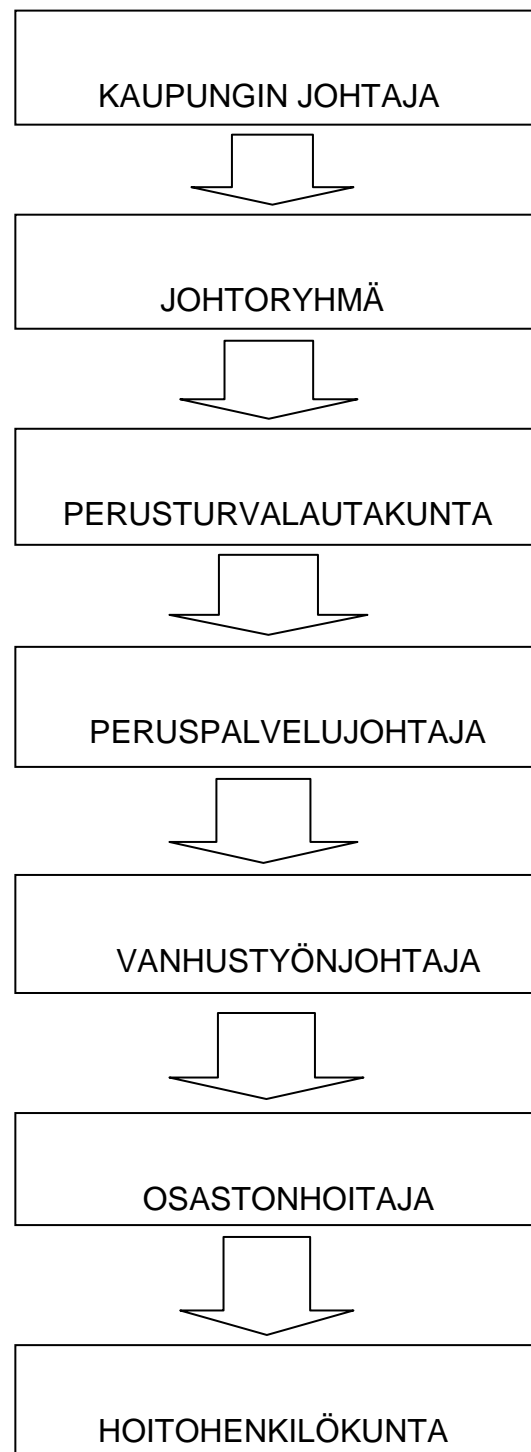 KAUPUNGIN JOHTAJA
JOHTORYHMÄ
PERUSTURVALAUTAKUNTA
PERUSPALVELUJOHTAJA
VANHUSTYÖNJOHTAJA
OSASTONHOITAJA
HOITOHENKILÖKUNTA